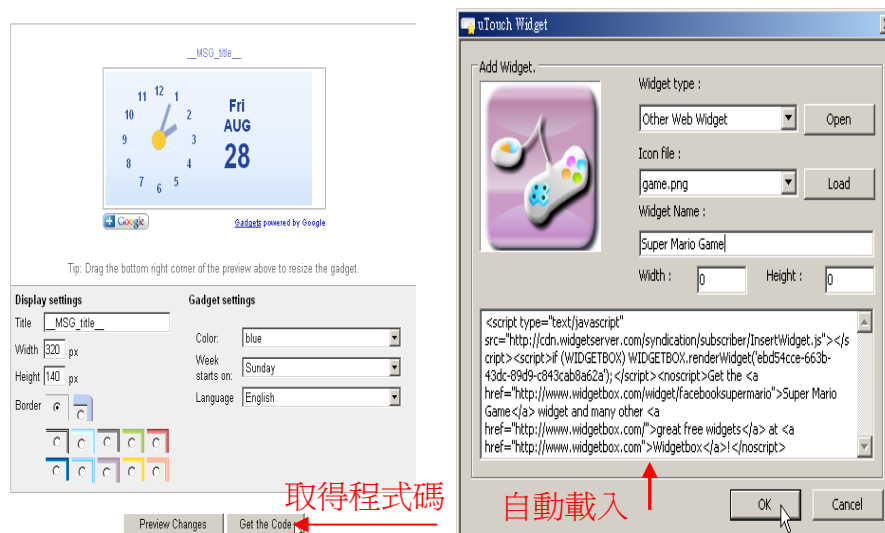 __MSG_title__
11 12 1
10 2
9 3
8 4
7 6 5
Fri
AUG
28
Google
Gadgets powered by Google
Tip: Drag the bottom right corner of the preview above to resize the gadget.
Display settings
Title __MSG_title__
Width 320 px
Height 140 px
Border
Gadget settings
Color: blue
Week
starts on: Sunday
Language English
取得程式碼
Preview Changes Get the Code
uTouch Widget
Add Widget.
Widget type :
Other Web Widget Open
Icon file :
game.png Load
Widget Name :
Super Mario Game
Width : 0 Height : 0
<script type="text/javascript"
src="http://cdn.widgetserver.com/syndication/subscriber/InsertWidget.js"></s
cript><script>if (WIDGETBOX) WIDGETBOX.renderWidget('ebd54cce-663b-
43dc-89d9-c843cab8a62a');</script><noscript>Get the <a
href="http://www.widgetbox.com/widget/facebooksupermario">Super Mario
Game</a> widget and many other <a
href="http://www.widgetbox.com/">great free widgets</a> at <a
href="http://www.widgetbox.com">Widgetbox</a>!</noscript>
自動載入
OK Cancel